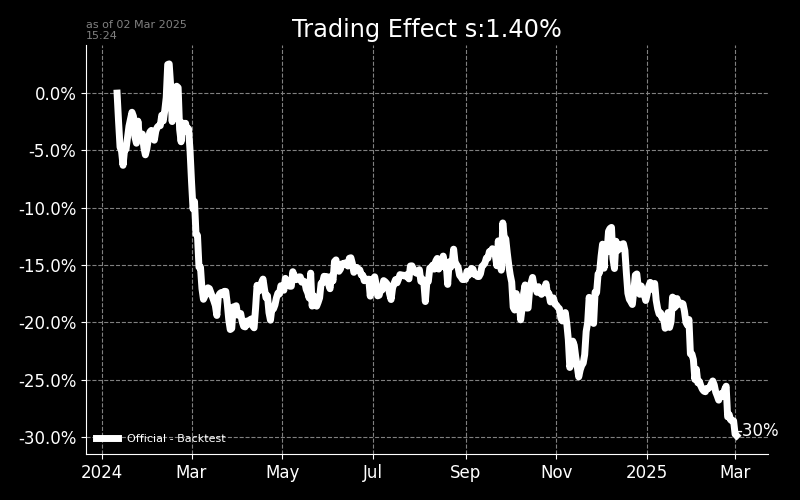 as of 02 Mar 2025
15:24
Trading Effect s:1.40%
0.0%
-5.0%
-10.0%
-15.0%
-20.0%
-25.0%
-30.0%
-30%
Official - Backtest
2024 Mar May Jul Sep Nov 2025 Mar